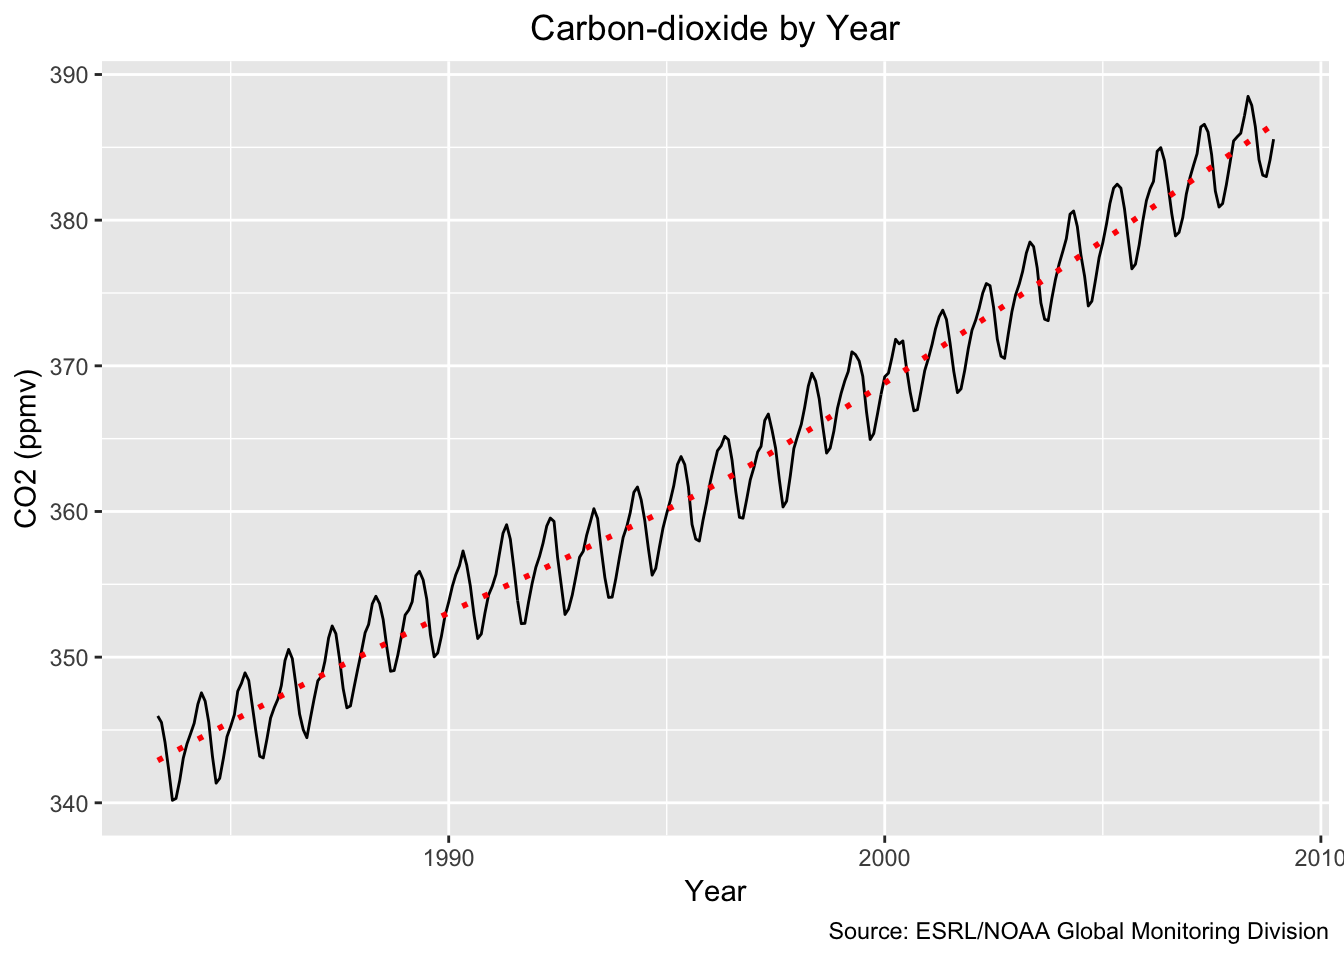 Carbon-dioxide by Year
CO2 (ppmv)
390
380
370
360
350
340
1990
2000
2010
Year
Source: ESRL/NOAA Global Monitoring Division